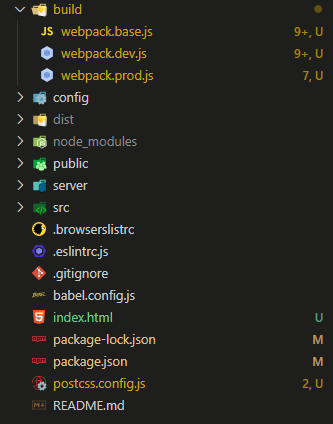 build
JS webpack.base.js 9+, U
webpack.dev.js 9+, U
webpack.prod.js 7, U
config
dist
node_modules
public
server
src
.browserslistrc
.eslintrc.js
.gitignore
babel.config.js
index.html U
package-lock.json M
package.json M
postcss.config.js 2, U
README.md